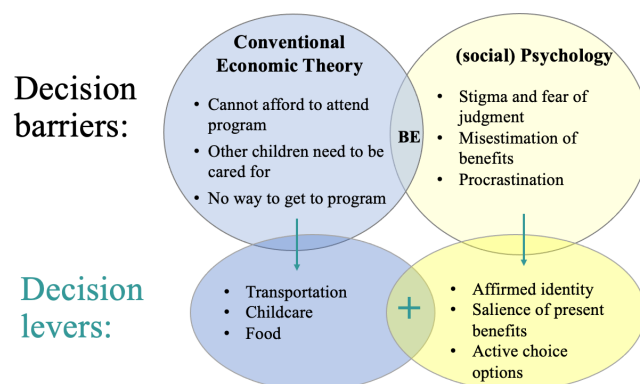 Decision
barriers:
Conventional
Economic Theory
• Cannot afford to attend
program
• Other children need to be
cared for
• No way to get to program
BE
(social) Psychology
• Stigma and fear of
judgment
• Misestimation of
benefits
• Procrastination
Decision
levers:
• Transportation
• Childcare
• Food
+
• Affirmed identity
• Salience of present
benefits
• Active choice
options